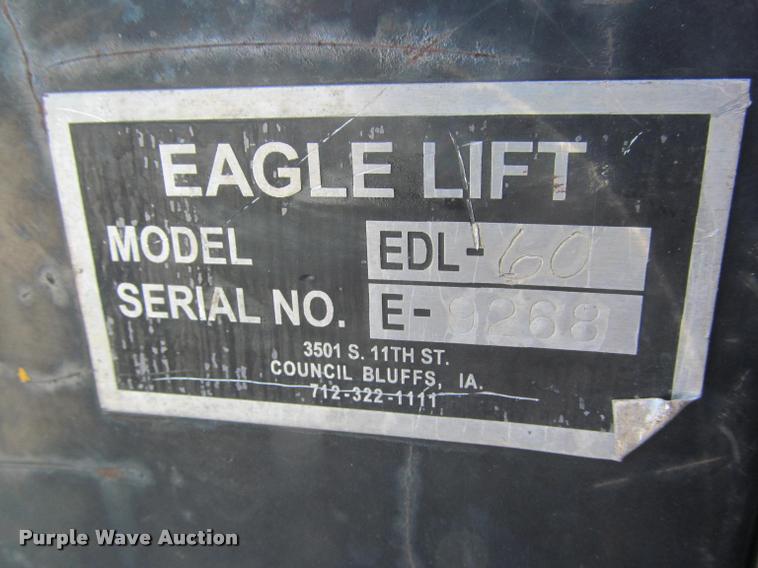 EAGLE LIFT
MODEL EDL-60
SERIAL NO. E-9268
3501 S. 11TH ST.
COUNCIL BLUFFS, IA.
712-322-1111
Purple Wave Auction